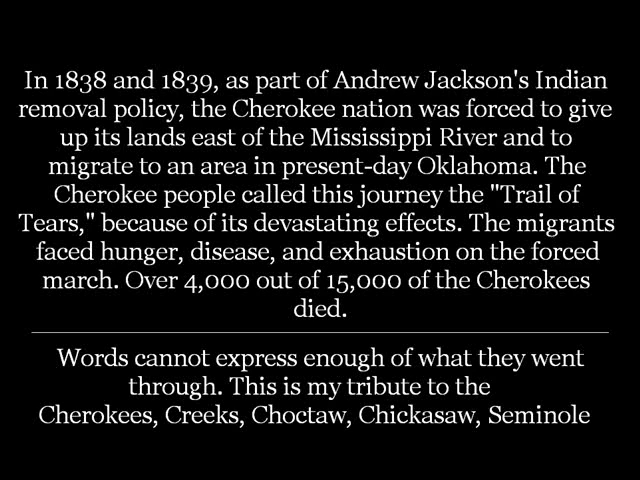 In 1838 and 1839, as part of Andrew Jackson's Indian
removal policy, the Cherokee nation was forced to give
up its lands east of the Mississippi River and to
migrate to an area in present-day Oklahoma. The
Cherokee people called this journey the "Trail of
Tears," because of its devastating effects. The migrants
faced hunger, disease, and exhaustion on the forced
march. Over 4,000 out of 15,000 of the Cherokees
died.
Words cannot express enough of what they went
through. This is my tribute to the
Cherokees, Creeks, Choctaw, Chickasaw, Seminole